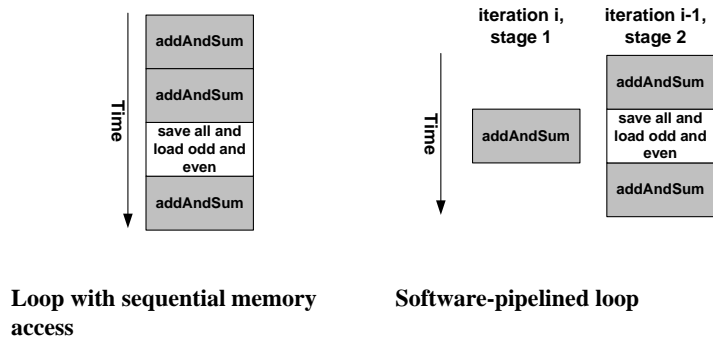 Time
addAndSum
addAndSum
save all and
load odd and
even
addAndSum
Loop with sequential memory
access
iteration i,
stage 1
iteration i-1,
stage 2
Time
addAndSum
addAndSum
save all and
load odd and
even
addAndSum
Software-pipelined loop